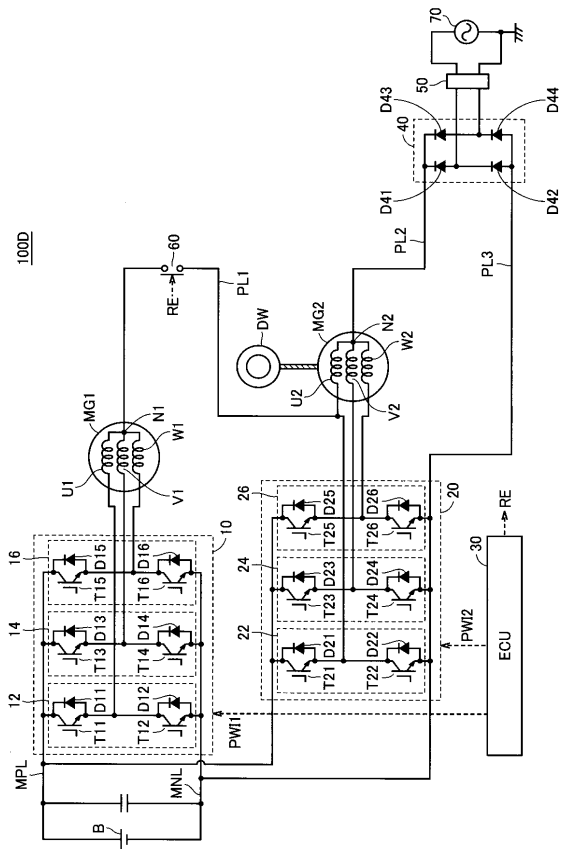 100D
70
50
D43
D44
40
D41
D42
PL2
PL3
60
RE
PL1
DW
MG2
N2
W2
U2
V2
MG1
N1
W1
U1
V1
10
16
D15
T15
D16
T16
14
D13
T13
D14
T14
12
D11
T11
D12
T12
20
26
D25
T25
D26
T26
24
D23
T23
D24
T24
22
D21
T21
D22
T22
30
RE
ECU
PWI2
PWI1
MPL
MNL
B